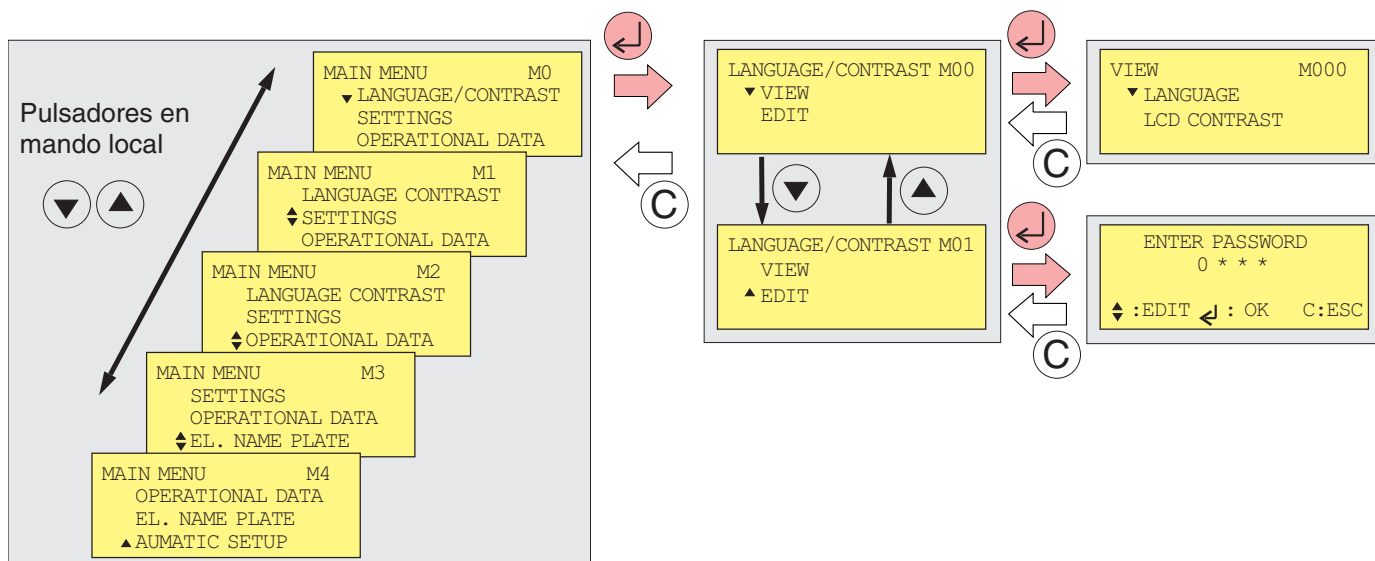 Pulsadores en
mando local
MAIN MENU M0
LANGUAGE/CONTRAST
SETTINGS
OPERATIONAL DATA
MAIN MENU M1
LANGUAGE CONTRAST
SETTINGS
OPERATIONAL DATA
MAIN MENU M2
LANGUAGE CONTRAST
SETTINGS
OPERATIONAL DATA
MAIN MENU M3
SETTINGS
OPERATIONAL DATA
EL. NAME PLATE
MAIN MENU M4
OPERATIONAL DATA
EL. NAME PLATE
AUMATIC SETUP
C
LANGUAGE/CONTRAST M00
VIEW
EDIT
LANGUAGE/CONTRAST M01
VIEW
EDIT
C
VIEW M000
LANGUAGE
LCD CONTRAST
C
ENTER PASSWORD
0 * * *
:EDIT : OK C:ESC